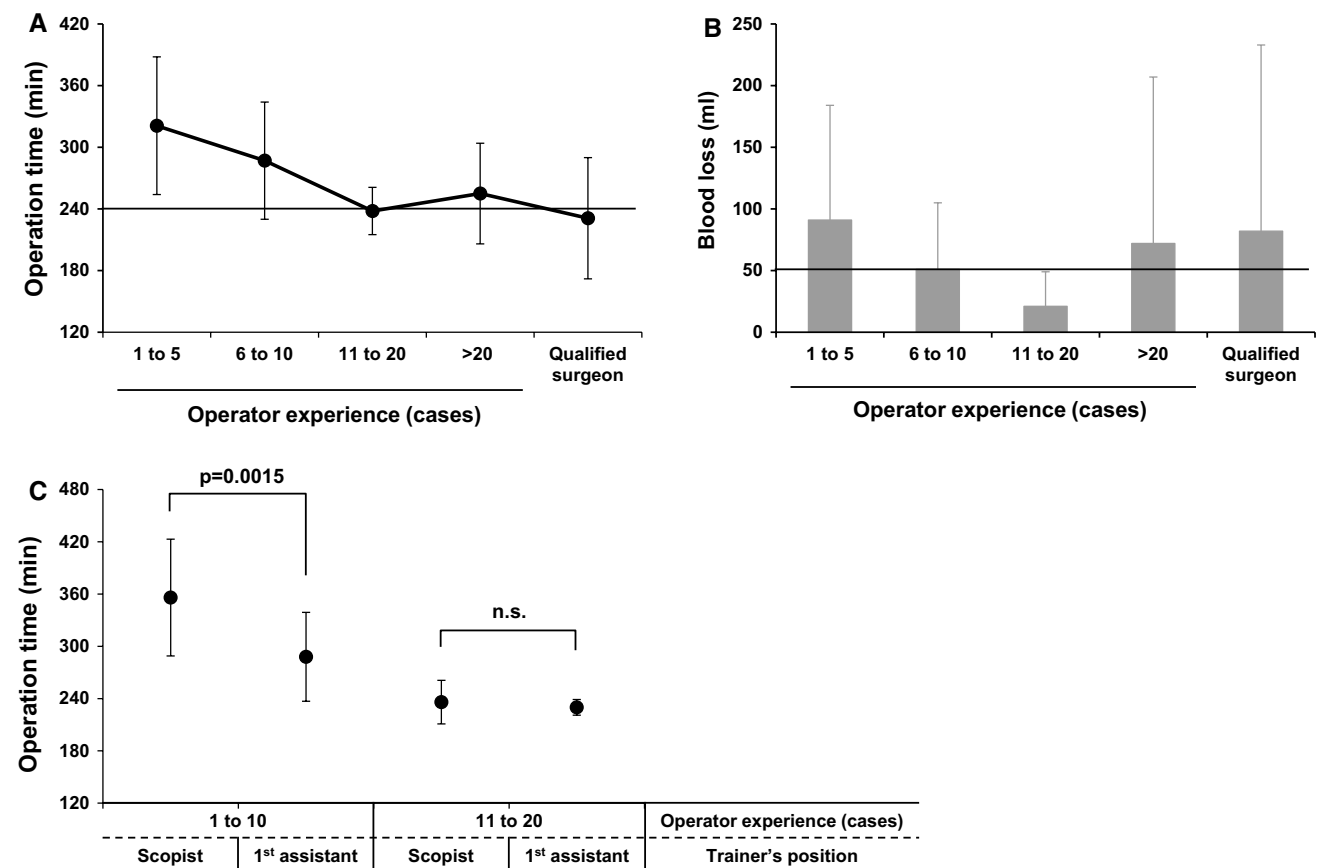 A
Operation time (min)
420
360
300
240
180
120
1 to 5 6 to 10 11 to 20 >20 Qualified
surgeon
Operator experience (cases)
B
Blood loss (ml)
250
200
150
100
50
0
1 to 5 6 to 10 11 to 20 >20 Qualified
surgeon
Operator experience (cases)
C
Operation time (min)
480
420
360
300
240
180
120
p=0.0015
n.s.
1 to 10 11 to 20 Operator experience (cases)
Scopist 1st assistant Scopist 1st assistant Trainer's position